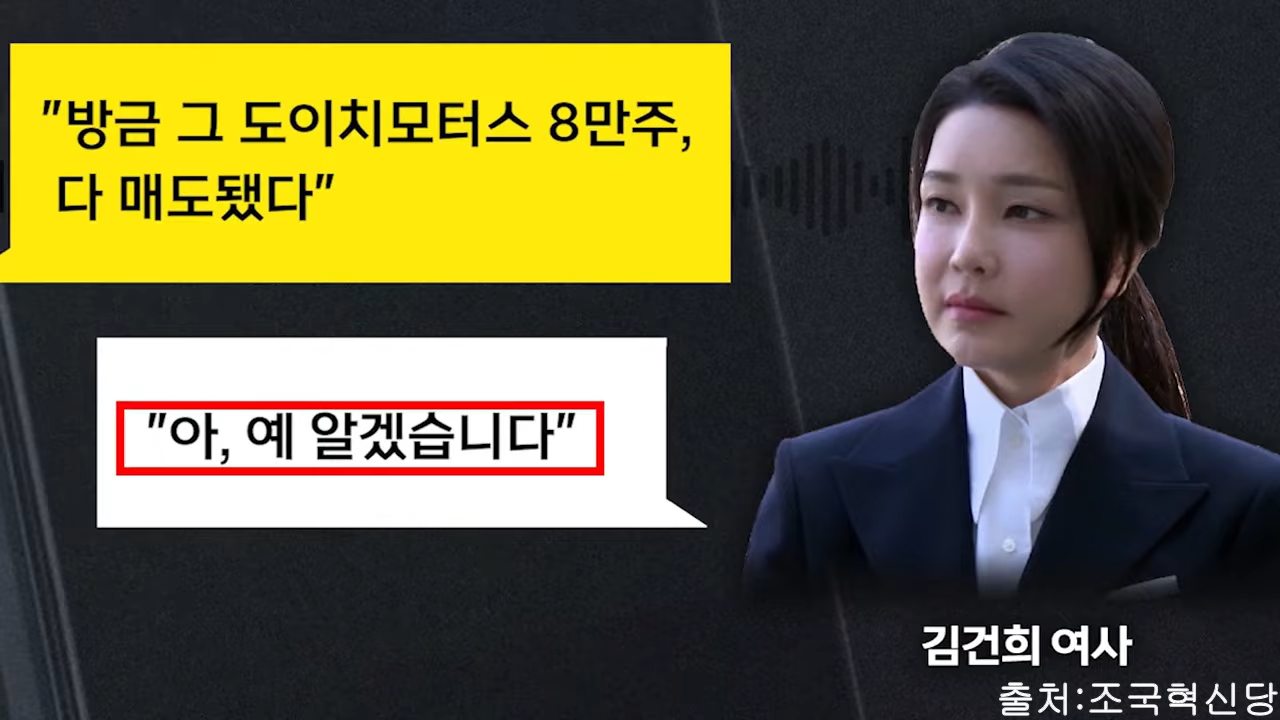 "방금 그 도이치모터스 8만주,
다 매도됐다"
"아, 예 알겠습니다"
김건희 여사
출처:조국혁신당